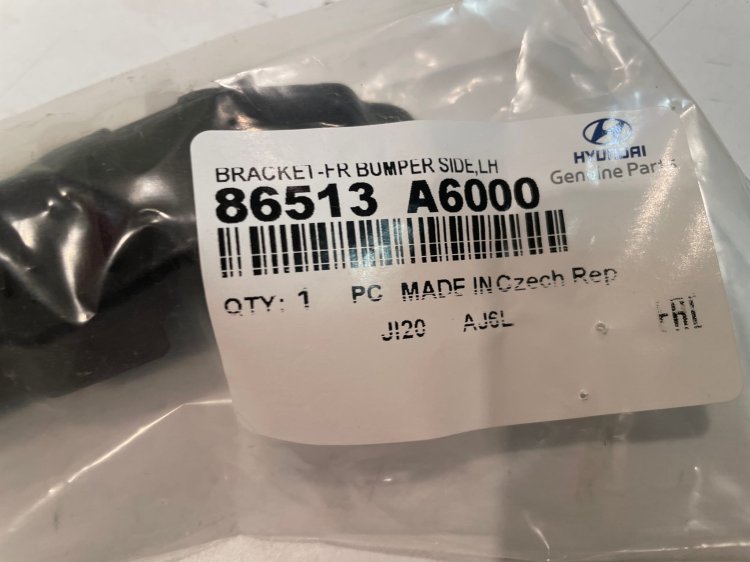 HYUNDAI
Genuine Parts
BRACKET-FR BUMPER SIDE,LH
86513 A6000
QTY: 1 PC MADE IN Czech Rep
JI20 AJ6L
EAC